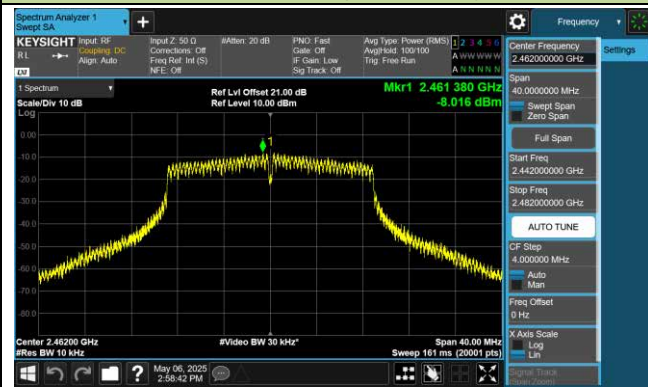 Spectrum Analyzer 1
Swept SA
Frequency
KEYSIGHT
RL
LXI
Input: RF
Coupling: DC
Align: Auto
Input Z: 50 Ω
Corrections: Off
Freq Ref: Int (S)
NFE: Off
#Atten: 20 dB
PNO: Fast
Gate: Off
IF Gain: Low
Sig Track: Off
Avg Type: Power (RMS)
Avg|Hold: 100/100
Trig: Free Run
1 2 3 4 5 6
A W W W W W
A N N N N N
1 Spectrum
Scale/Div 10 dB
Log
Ref Lvl Offset 21.00 dB
Ref Level 10.00 dBm
Mkr1 2.461 380 GHz
-8.016 dBm
1
0.00
-10.0
-20.0
-30.0
-40.0
-50.0
-60.0
-70.0
-80.0
Center 2.46200 GHz
#Res BW 10 kHz
#Video BW 30 kHz*
Span 40.00 MHz
Sweep 161 ms (20001 pts)
May 06, 2025
2:58:42 PM
Center Frequency
2.462000000 GHz
Span
40.0000000 MHz
Swept Span
Zero Span
Full Span
Start Freq
2.442000000 GHz
Stop Freq
2.482000000 GHz
AUTO TUNE
CF Step
4.000000 MHz
Auto
Man
Freq Offset
0 Hz
X Axis Scale
Log
Lin
Signal Track
(Span Zoom)
Settings